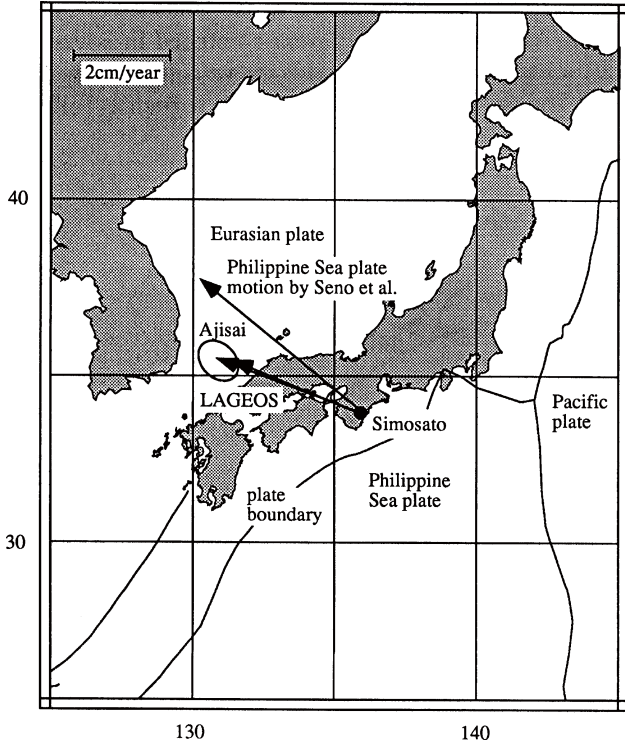 2cm/year
40
Eurasian plate
Philippine Sea plate
motion by Seno et al.
Ajisai
LAGEOS
Simosato
Pacific
plate
Philippine
Sea plate
plate
boundary
30
130
140